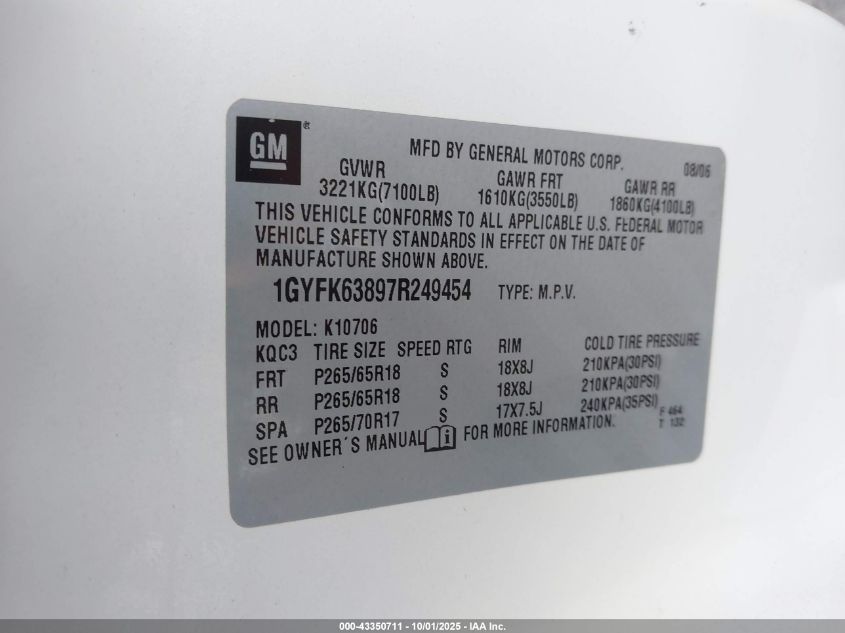 GM ®
MFD BY GENERAL MOTORS CORP. 08/06
GVWR GAWR FRT GAWR RR
3221KG(7100LB) 1610KG(3550LB) 1860KG(4100LB)
THIS VEHICLE CONFORMS TO ALL APPLICABLE U.S. FEDERAL MOTOR
VEHICLE SAFETY STANDARDS IN EFFECT ON THE DATE OF
MANUFACTURE SHOWN ABOVE.
1GYFK63897R249454 TYPE: M.P.V.
MODEL: K10706
KQC3 TIRE SIZE SPEED RTG RIM COLD TIRE PRESSURE
FRT P265/65R18 S 18X8J 210KPA(30PSI)
RR P265/65R18 S 18X8J 210KPA(30PSI)
SPA P265/70R17 S 17X7.5J 240KPA(35PSI)
F 464
T 132
SEE OWNER´S MANUAL i FOR MORE INFORMATION.
000-43350711 - 10/01/2025 - IAA Inc.